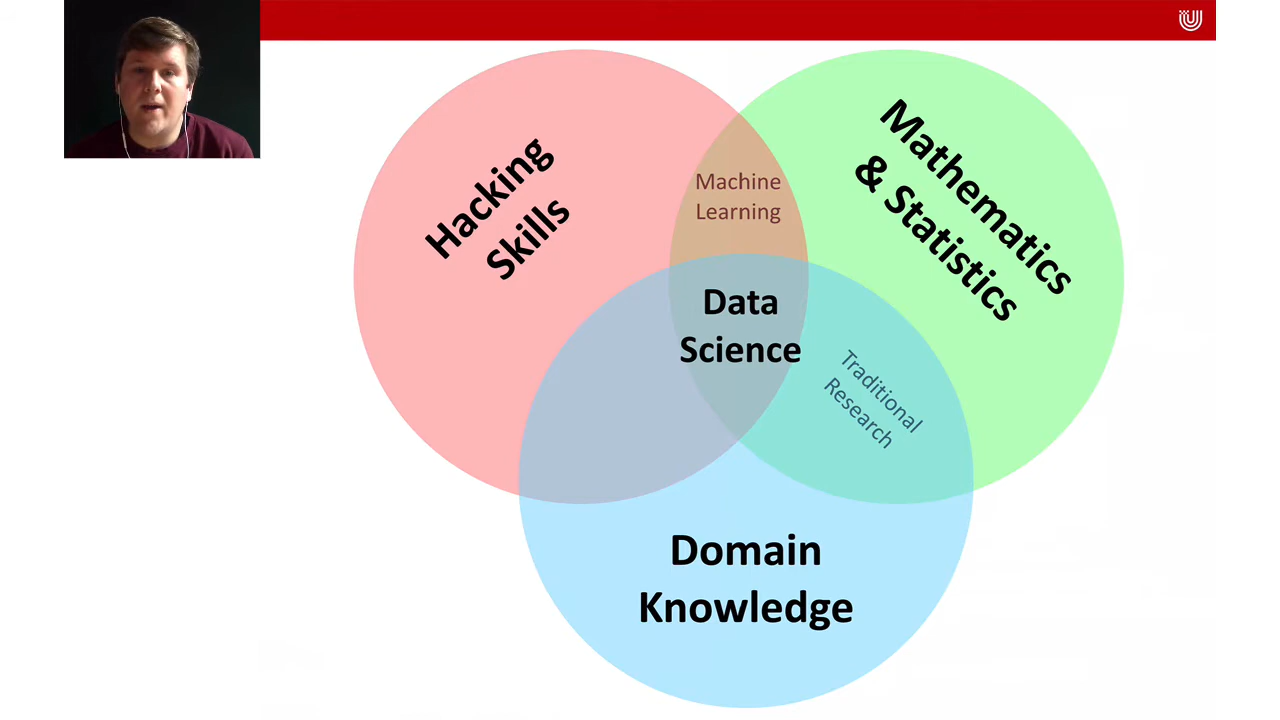 Hacking
Skills
Mathematics
& Statistics
Machine
Learning
Data
Science
Traditional
Research
Domain
Knowledge